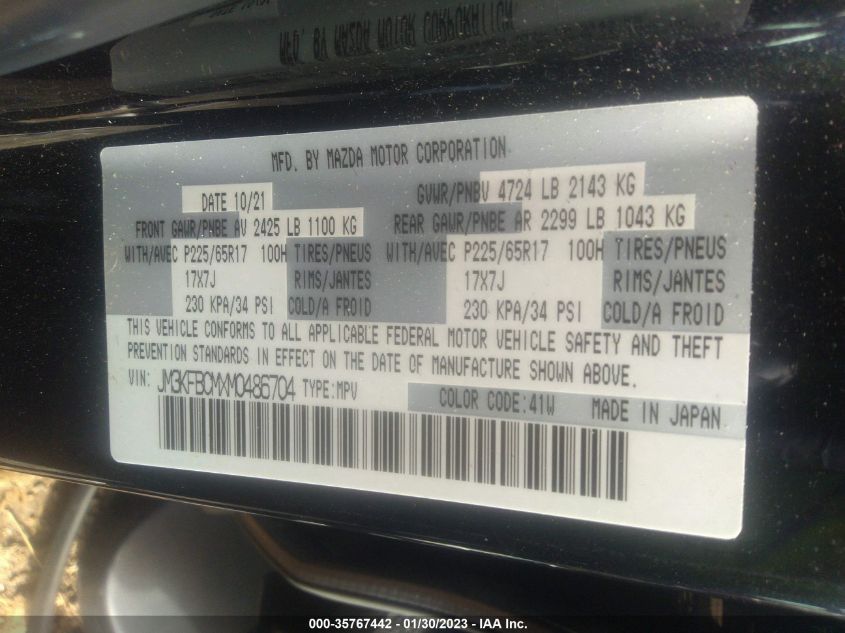 MFD. BY MAZDA MOTOR CORPORATION
DATE 10/21 GVWR/PNBV 4724 LB 2143 KG
FRONT GAWR/PNBE AV 2425 LB 1100 KG REAR GAWR/PNBE AR 2299 LB 1043 KG
WITH/AVEC P225/65R17 100H TIRES/PNEUS WITH/AVEC P225/65R17 100H TIRES/PNEUS
17X7J RIMS/JANTES 17X7J RIMS/JANTES
230 KPA/34 PSI COLD/A FROID 230 KPA/34 PSI COLD/A FROID
THIS VEHICLE CONFORMS TO ALL APPLICABLE FEDERAL MOTOR VEHICLE SAFETY AND THEFT
PREVENTION STANDARDS IN EFFECT ON THE DATE OF MANUFACTURE SHOWN ABOVE.
VIN: JM3KFBCMXM0486704 TYPE:MPV COLOR CODE:41W MADE IN JAPAN
000-35767442 - 01/30/2023 - IAA Inc.